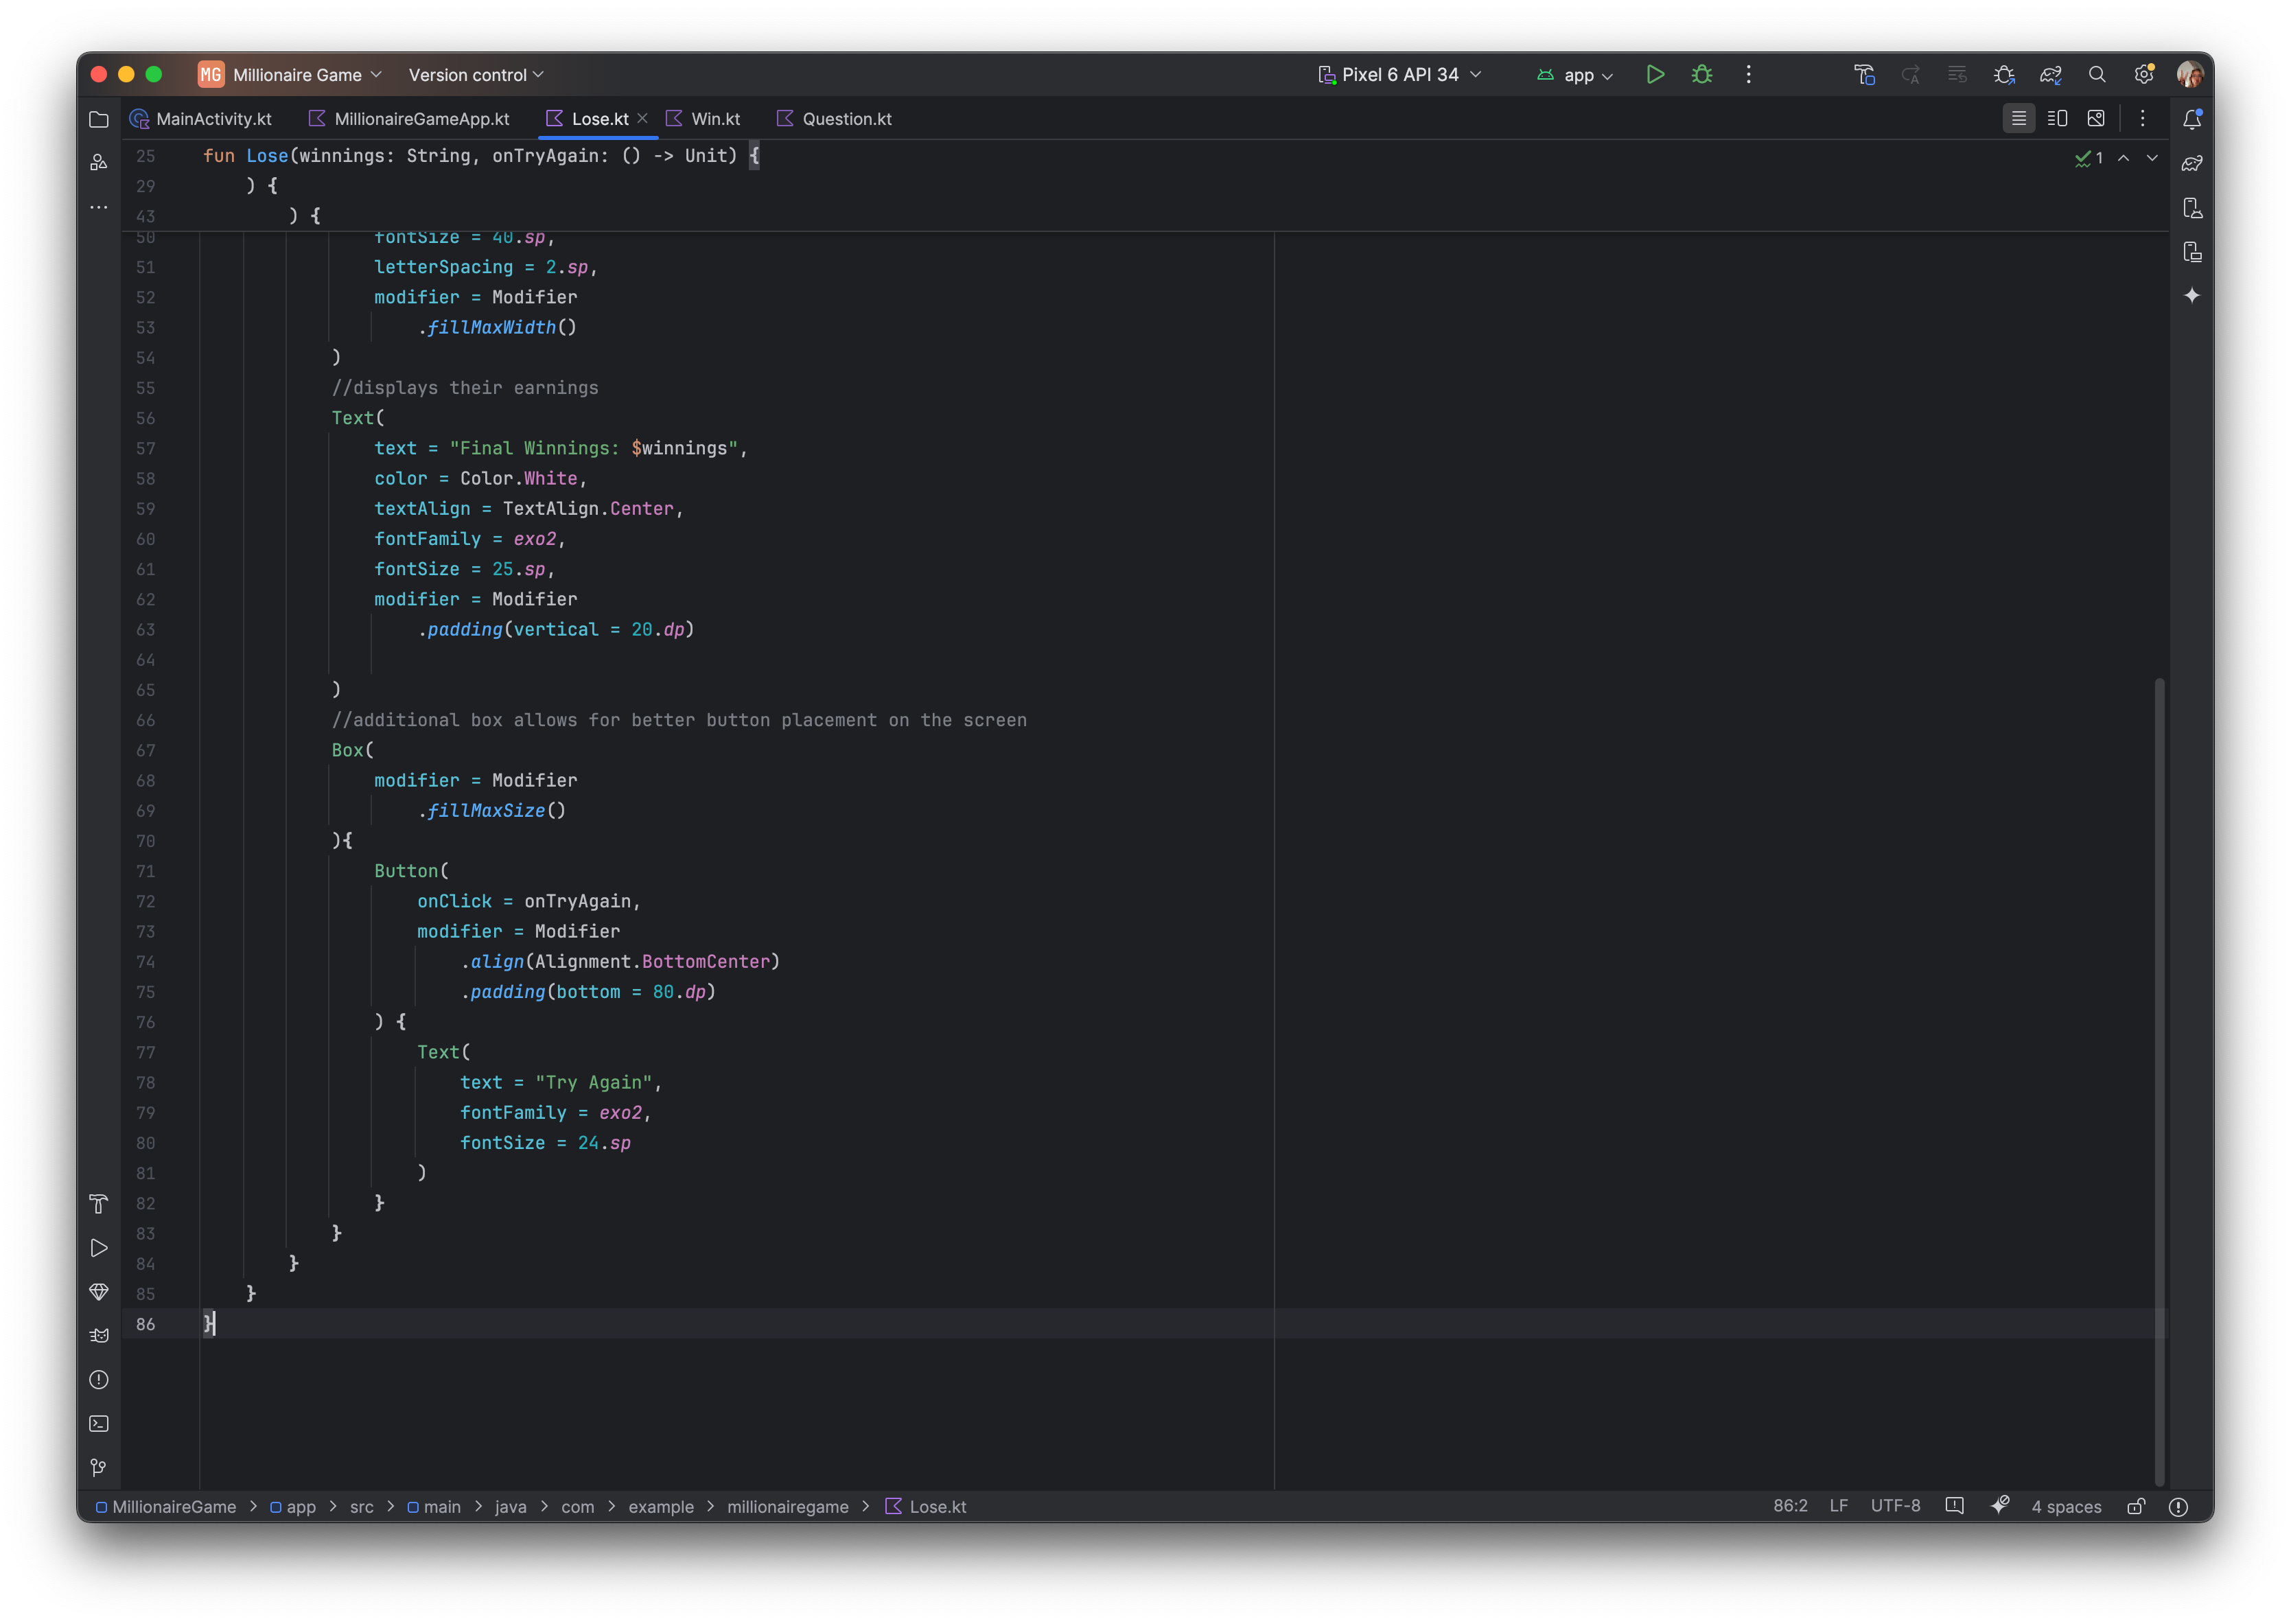 MG Millionaire Game Version control Pixel 6 API 34 app
MainActivity.kt MillionaireGameApp.kt Lose.kt Win.kt Question.kt
25 fun Lose(winnings: String, onTryAgain: () -> Unit) { 1
29 ) {
43 ) {
50 fontSize = 40.sp,
51 letterSpacing = 2.sp,
52 modifier = Modifier
53 .fillMaxWidth()
54 )
55 //displays their earnings
56 Text(
57 text = "Final Winnings: $winnings",
58 color = Color.White,
59 textAlign = TextAlign.Center,
60 fontFamily = exo2,
61 fontSize = 25.sp,
62 modifier = Modifier
63 .padding(vertical = 20.dp)
64
65 )
66 //additional box allows for better button placement on the screen
67 Box(
68 modifier = Modifier
69 .fillMaxSize()
70 ){
71 Button(
72 onClick = onTryAgain,
73 modifier = Modifier
74 .align(Alignment.BottomCenter)
75 .padding(bottom = 80.dp)
76 ) {
77 Text(
78 text = "Try Again",
79 fontFamily = exo2,
80 fontSize = 24.sp
81 )
82 }
83 }
84 }
85 }
86 }
MillionaireGame > app > src > main > java > com > example > millionairegame > Lose.kt 86:2 LF UTF-8 4 spaces